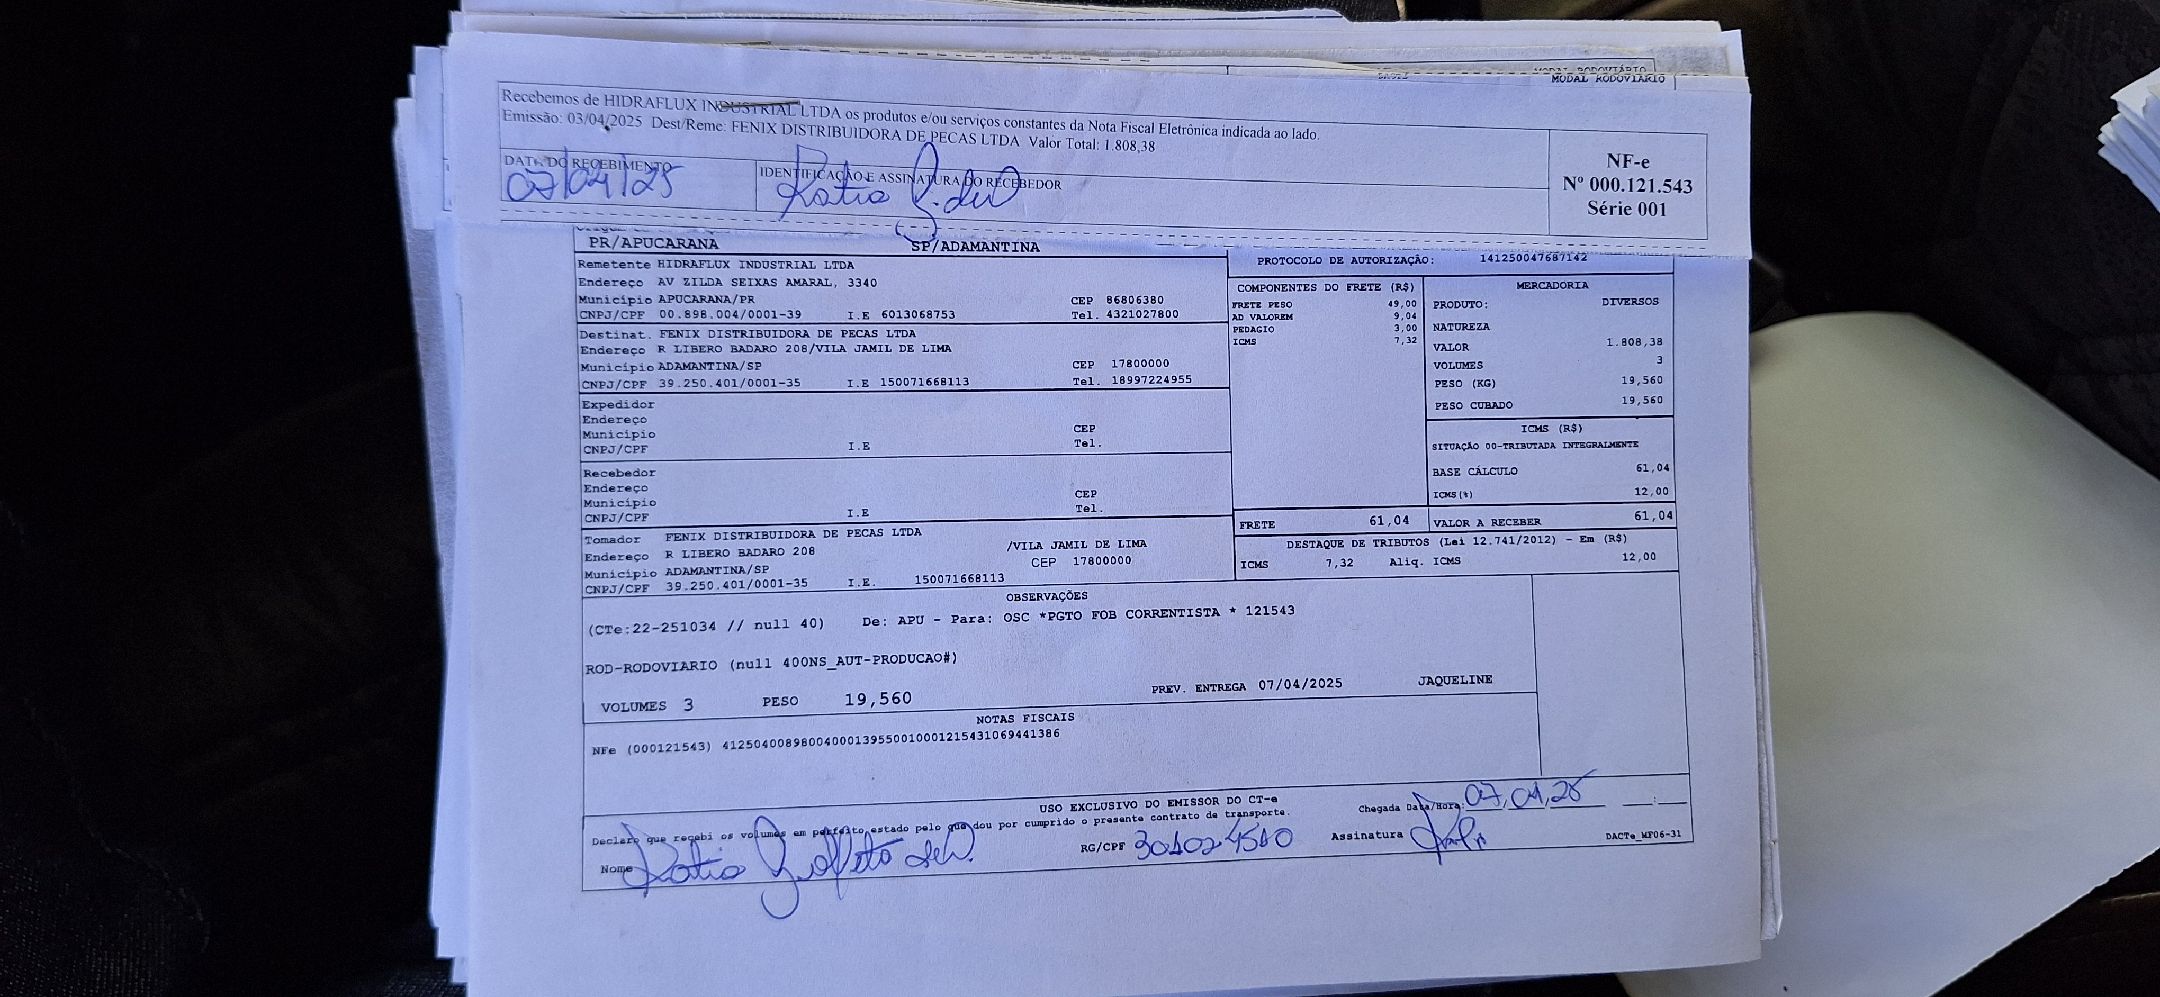 MODAL RODOVIÁRIO
MODAL RODOVIÁRIO
Recebemos de HIDRAFLUX INDUSTRIAL LTDA os produtos e/ou serviços constantes da Nota Fiscal Eletrônica indicada ao lado.
Emissão: 03/04/2025 Dest/Reme: FENIX DISTRIBUIDORA DE PECAS LTDA Valor Total: 1.808,38
DATA DO RECEBIMENTO
07/04/25
IDENTIFICAÇÃO E ASSINATURA DO RECEBEDOR
Katia
NF-e
Nº 000.121.543
Série 001
PR/APUCARANA SP/ADAMANTINA
Remetente HIDRAFLUX INDUSTRIAL LTDA
Endereço AV ZILDA SEIXAS AMARAL, 3340
Município APUCARANA/PR CEP 86806380
CNPJ/CPF 00.898.004/0001-39 I.E 6013068753 Tel. 4321027800
Destinat. FENIX DISTRIBUIDORA DE PECAS LTDA
Endereço R LIBERO BADARO 208/VILA JAMIL DE LIMA
Município ADAMANTINA/SP CEP 17800000
CNPJ/CPF 39.250.401/0001-35 I.E 150071668113 Tel. 18997224955
Expedidor
Endereço
Município CEP
CNPJ/CPF I.E Tel.
Recebedor
Endereço
Município CEP
CNPJ/CPF I.E Tel.
Tomador FENIX DISTRIBUIDORA DE PECAS LTDA
Endereço R LIBERO BADARO 208 /VILA JAMIL DE LIMA
Município ADAMANTINA/SP CEP 17800000
CNPJ/CPF 39.250.401/0001-35 I.E. 150071668113
PROTOCOLO DE AUTORIZAÇÃO: 141250047687142
COMPONENTES DO FRETE (R$)
FRETE PESO 49,00
AD VALOREM 9,04
PEDAGIO 3,00
ICMS 7,32
MERCADORIA
PRODUTO: DIVERSOS
NATUREZA
VALOR 1.808,38
VOLUMES 3
PESO (KG) 19,560
PESO CUBADO 19,560
ICMS (R$)
SITUAÇÃO 00-TRIBUTADA INTEGRALMENTE
BASE CÁLCULO 61,04
ICMS(%) 12,00
FRETE 61,04 VALOR A RECEBER 61,04
DESTAQUE DE TRIBUTOS (Lei 12.741/2012) - Em (R$)
ICMS 7,32 Aliq. ICMS 12,00
OBSERVAÇÕES
(CTe:22-251034 // null 40) De: APU - Para: OSC *PGTO FOB CORRENTISTA * 121543
ROD-RODOVIARIO (null 400NS_AUT-PRODUCAO#)
VOLUMES 3 PESO 19,560 PREV. ENTREGA 07/04/2025 JAQUELINE
NOTAS FISCAIS
NFe (000121543) 41250400898004000139550010001215431069441386
USO EXCLUSIVO DO EMISSOR DO CT-e
Declaro que recebi os volumes em perfeito estado pelo que dou por cumprido o presente contrato de transporte.
Chegada Data/Hora: 07,04,25 __:__
Nome Katia
RG/CPF 301024510
Assinatura
DACTe_MF06-31